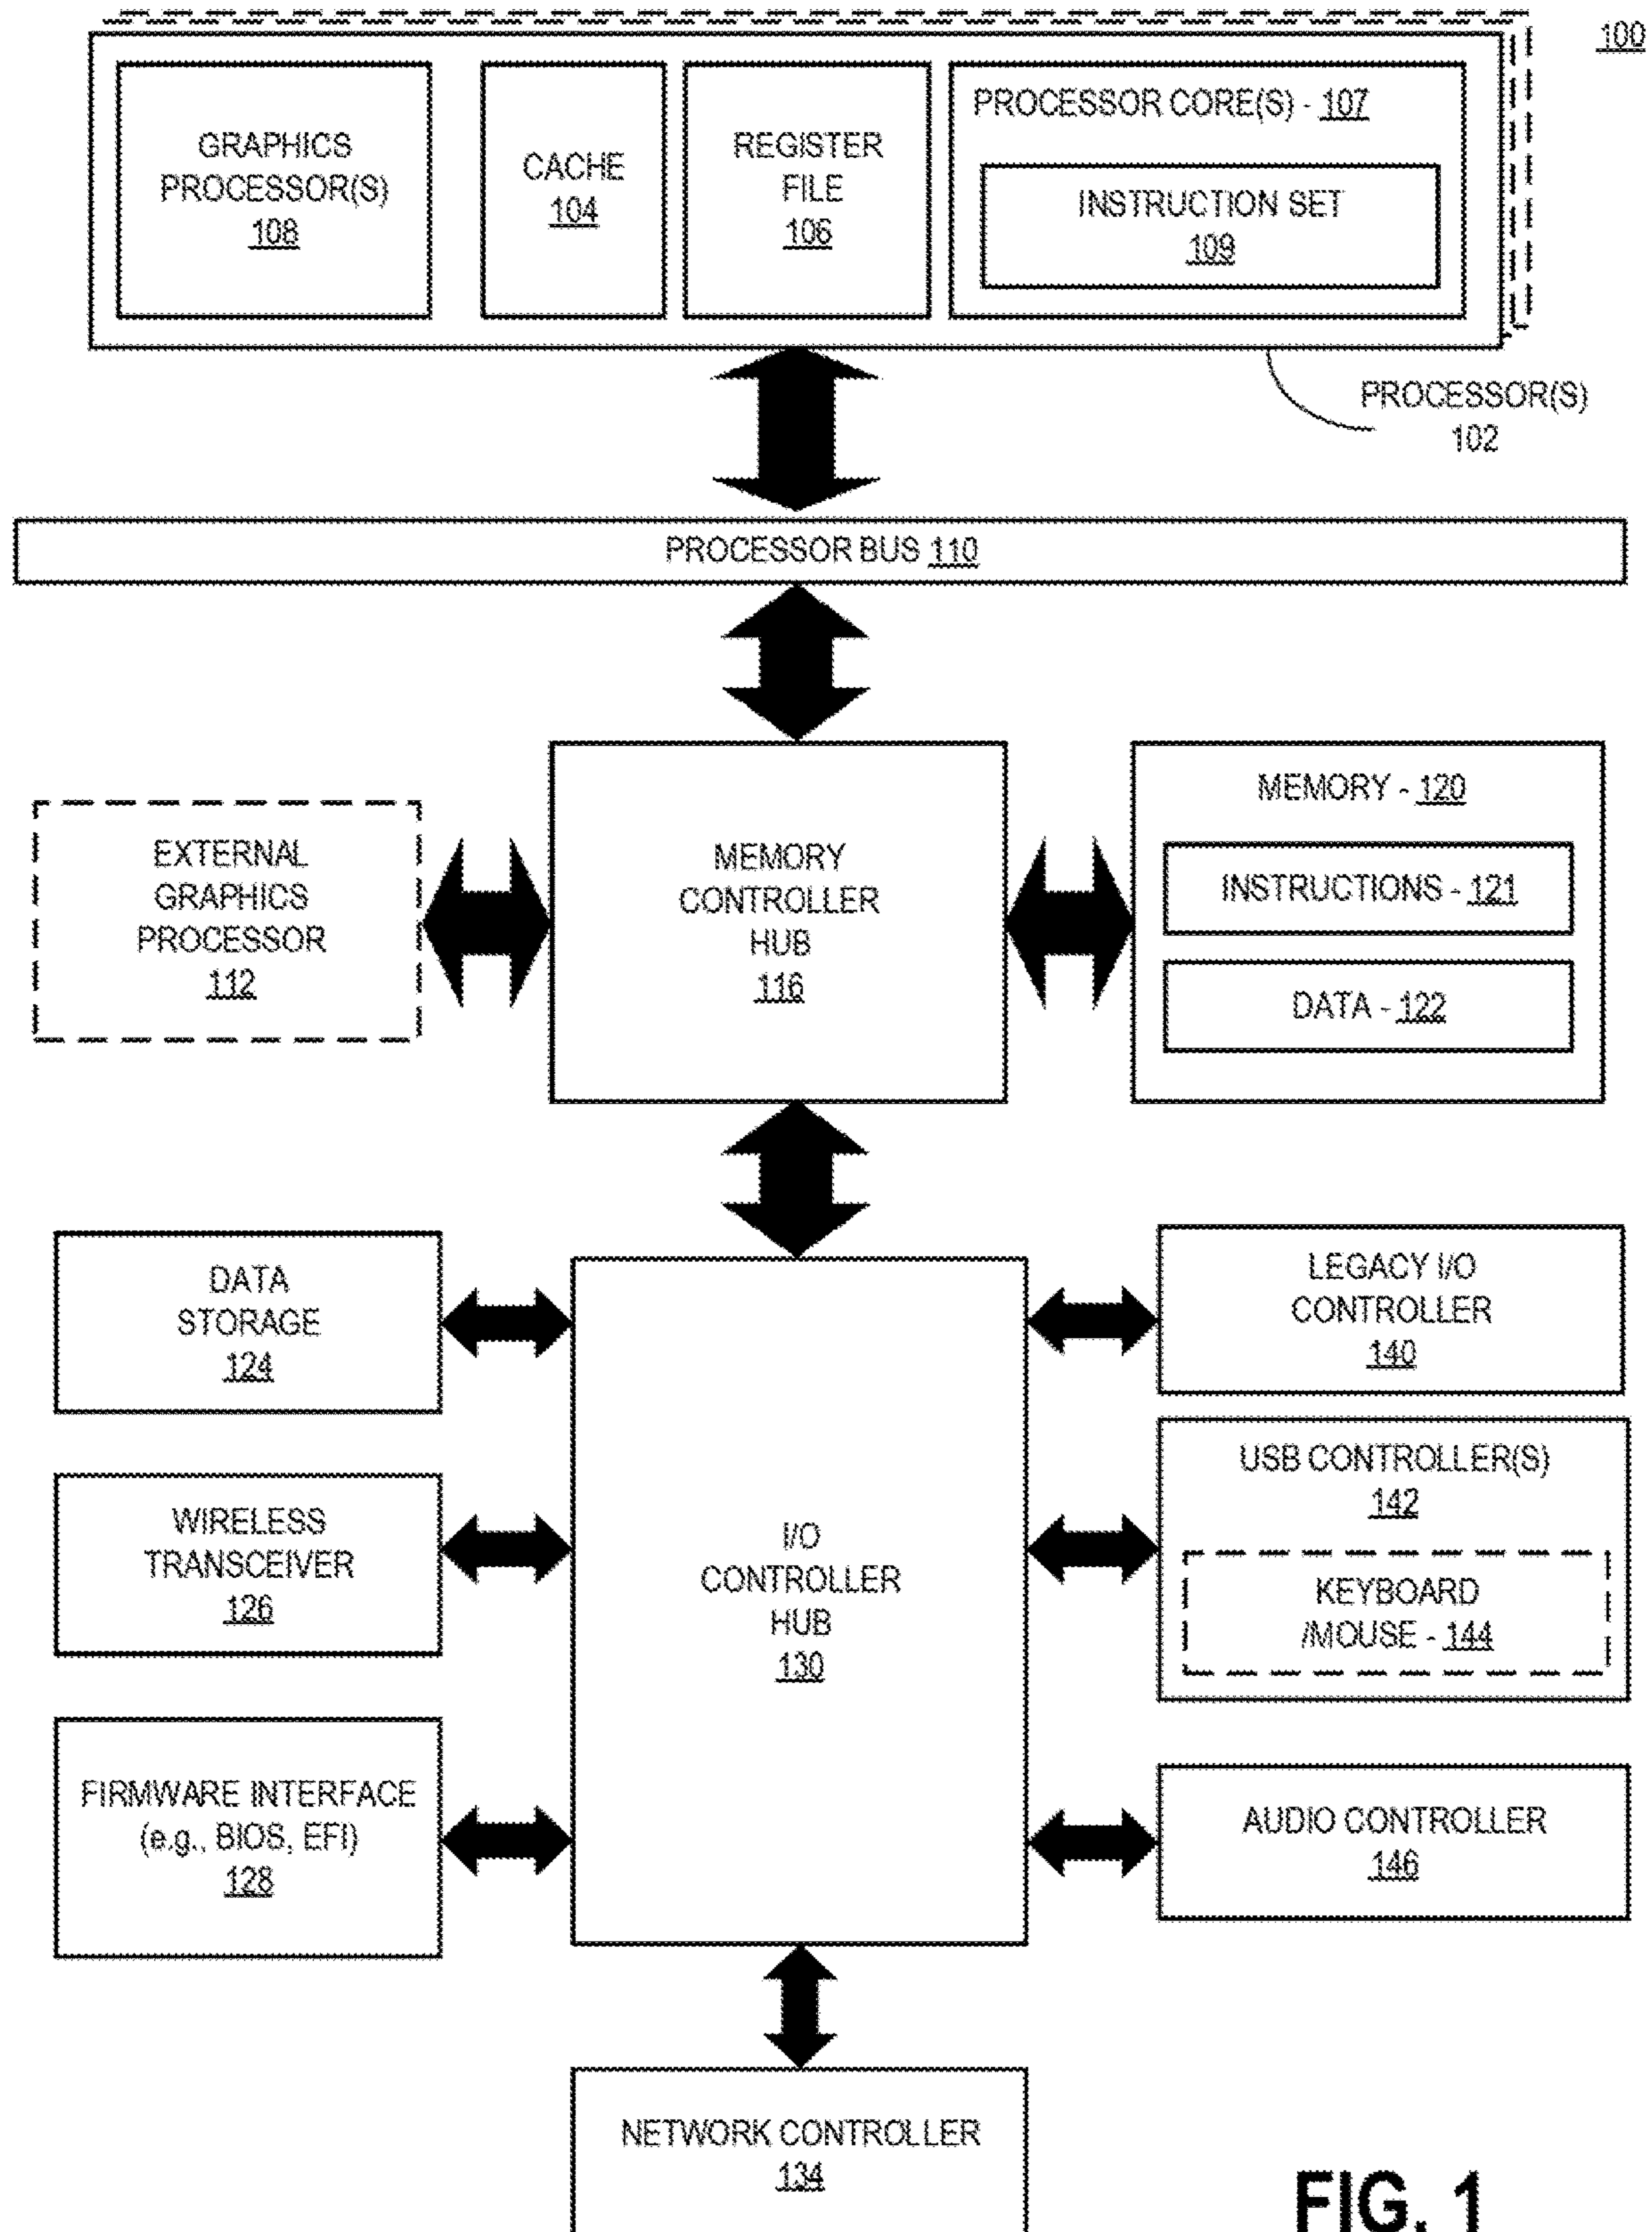 100
GRAPHICS
PROCESSOR(S)
108
CACHE
104
REGISTER
FILE
106
PROCESSOR CORE(S) - 107
INSTRUCTION SET
109
PROCESSOR(S)
102
PROCESSOR BUS 110
EXTERNAL
GRAPHICS
PROCESSOR
112
MEMORY
CONTROLLER
HUB
116
MEMORY - 120
INSTRUCTIONS - 121
DATA - 122
DATA
STORAGE
124
WIRELESS
TRANSCEIVER
126
FIRMWARE INTERFACE
(e.g., BIOS, EFI)
128
I/O
CONTROLLER
HUB
130
LEGACY I/O
CONTROLLER
140
USB CONTROLLER(S)
142
KEYBOARD
/MOUSE - 144
AUDIO CONTROLLER
146
NETWORK CONTROLLER
134
FIG. 1